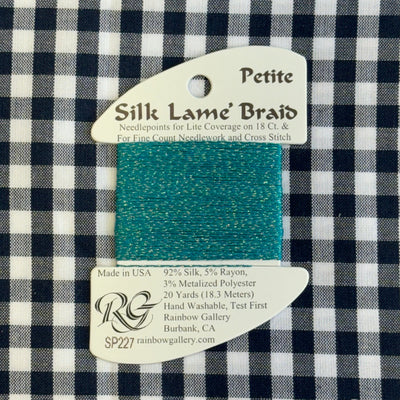 Petite
Silk Lame' Braid
Needlepoints for Lite Coverage on 18 Ct. &
For Fine Count Needlework and Cross Stitch
Made in USA
92% Silk, 5% Rayon,
3% Metalized Polyester
20 Yards (18.3 Meters)
Hand Washable, Test First
Rainbow Gallery
Burbank, CA
RG
SP227 rainbowgallery.com